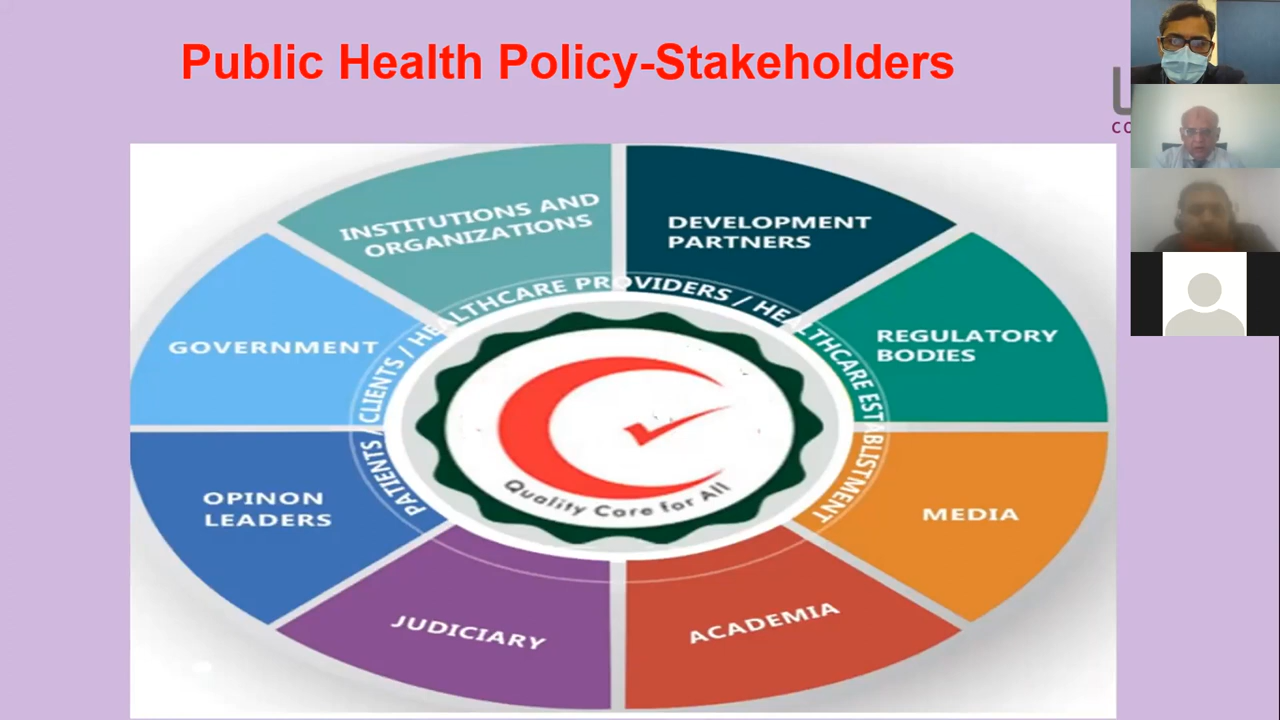 Public Health Policy-Stakeholders
INSTITUTIONS AND
ORGANIZATIONS
DEVELOPMENT
PARTNERS
GOVERNMENT
REGULATORY
BODIES
PATIENTS / CLIENTS / HEALTHCARE PROVIDERS / HEALTHCARE ESTABLISTMENT
Quality Care for All
OPINON
LEADERS
MEDIA
JUDICIARY
ACADEMIA